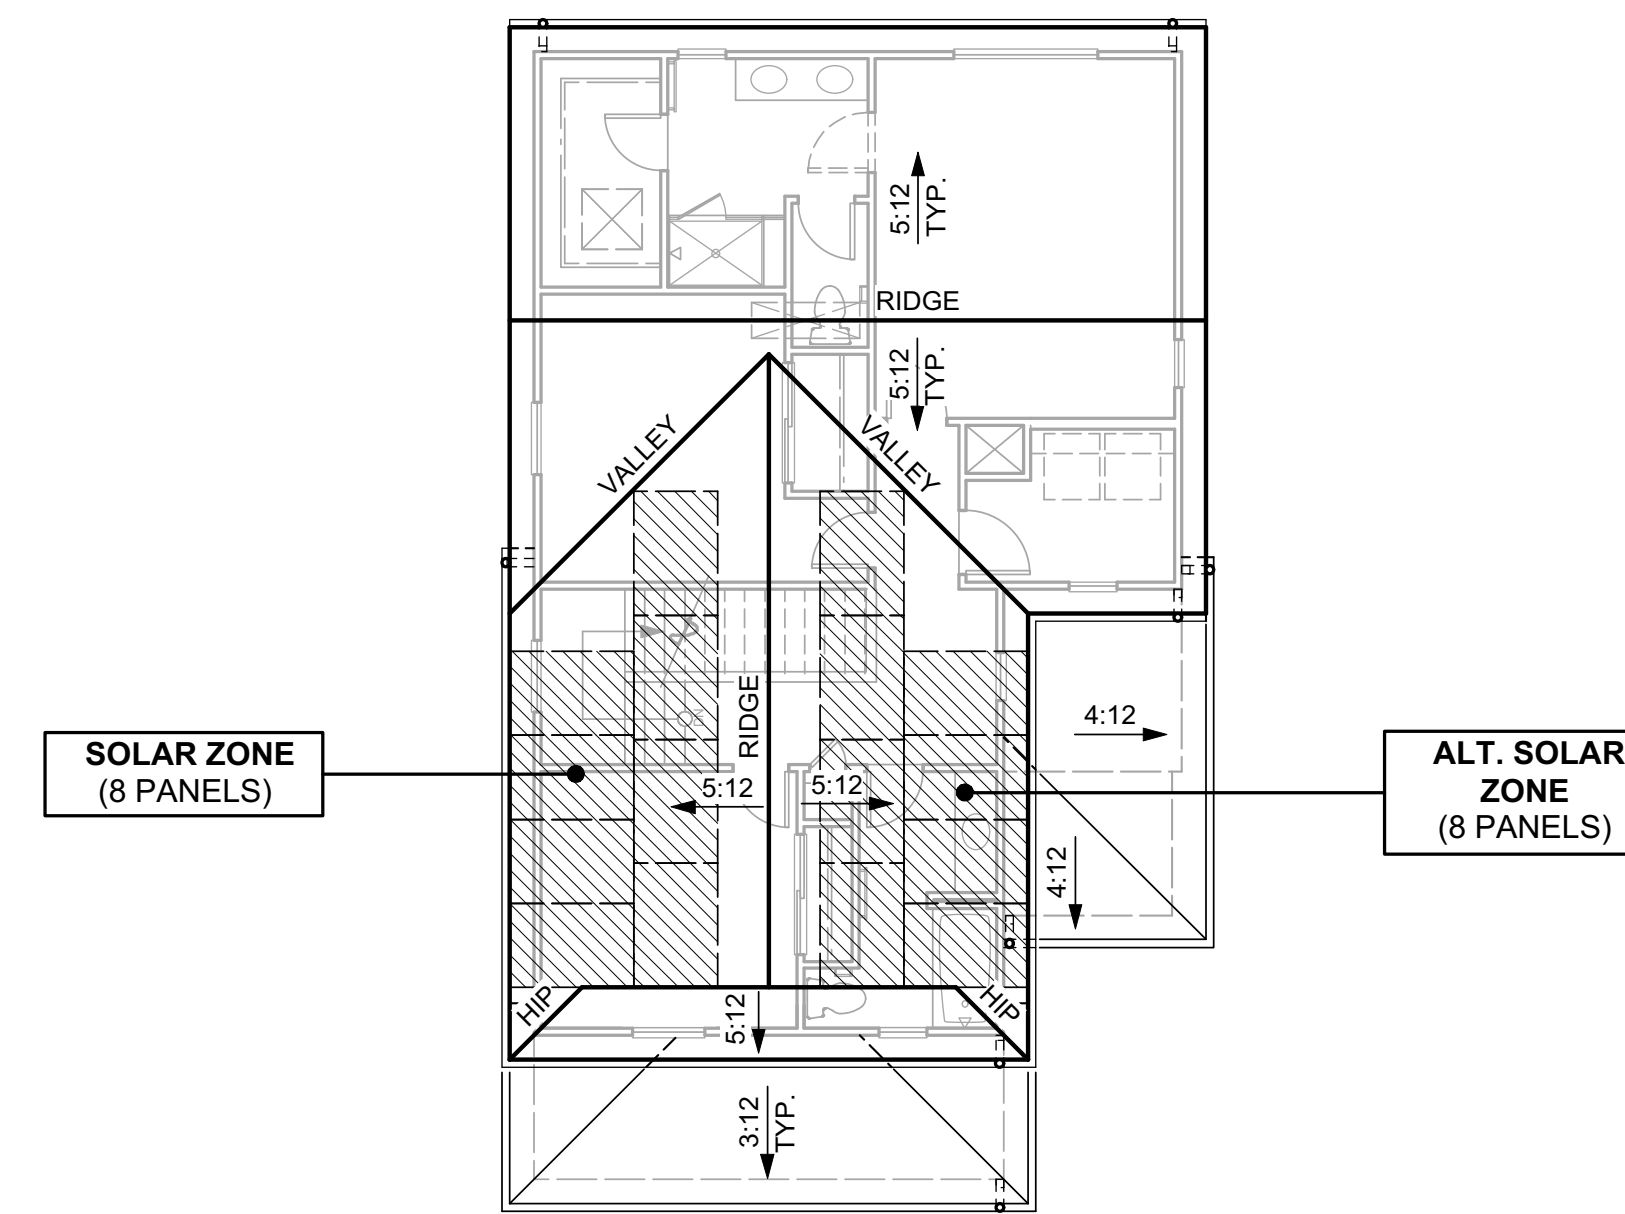 5:12
TYP.
RIDGE
5:12
TYP.
VALLEY
VALLEY
RIDGE
4:12
SOLAR ZONE
(8 PANELS)
ALT. SOLAR
ZONE
(8 PANELS)
DN
5:12
5:12
4:12
HIP
HIP
5:12
3:12
TYP.